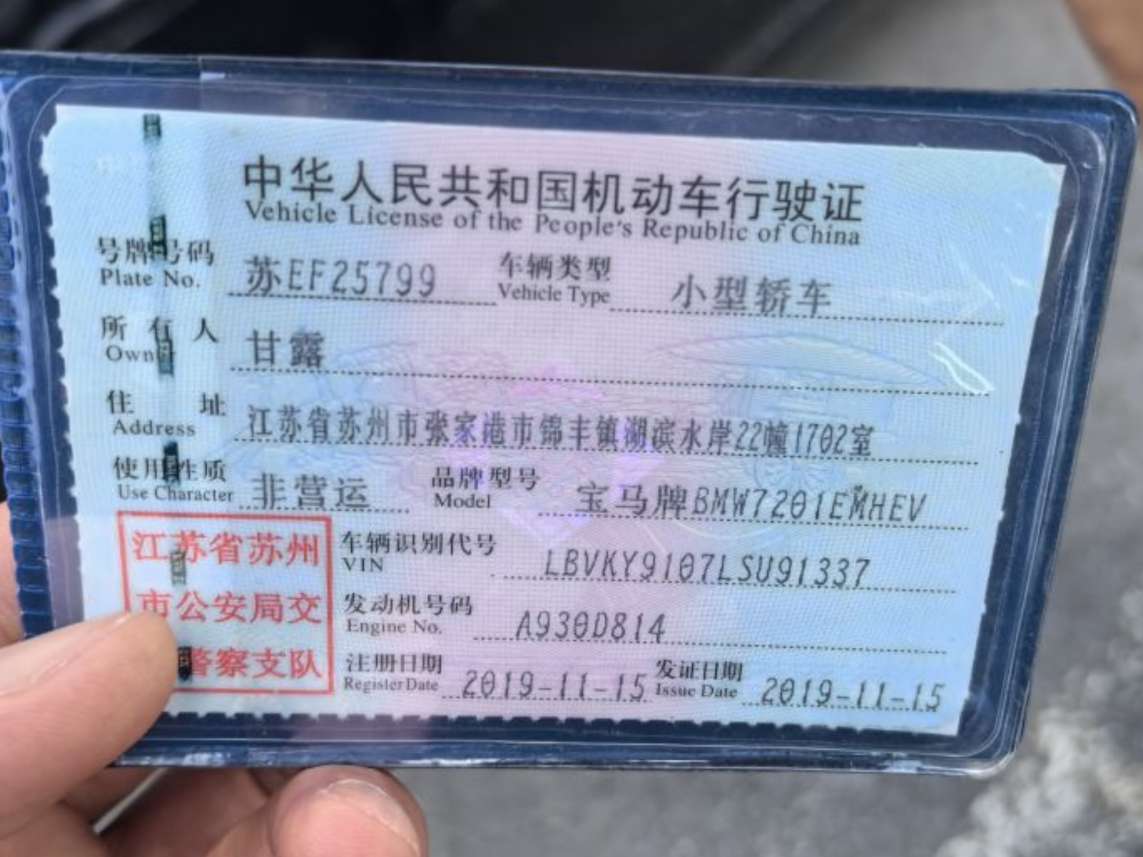 中华人民共和国机动车行驶证
Vehicle License of the People's Republic of China
号牌号码 苏EF25799 车辆类型 小型轿车
Plate No. Vehicle Type
所有人 甘露
Owner
住址 江苏省苏州市张家港市锦丰镇湖滨水岸22幢1702室
Address
使用性质 非营运 品牌型号 宝马牌BMW7201EMHEV
Use Character Model
江苏省苏州 车辆识别代号 LBVKY9107LSU91337
VIN
市公安局交 发动机号码 A930D814
Engine No.
警察支队 注册日期 2019-11-15 发证日期 2019-11-15
Register Date Issue Date